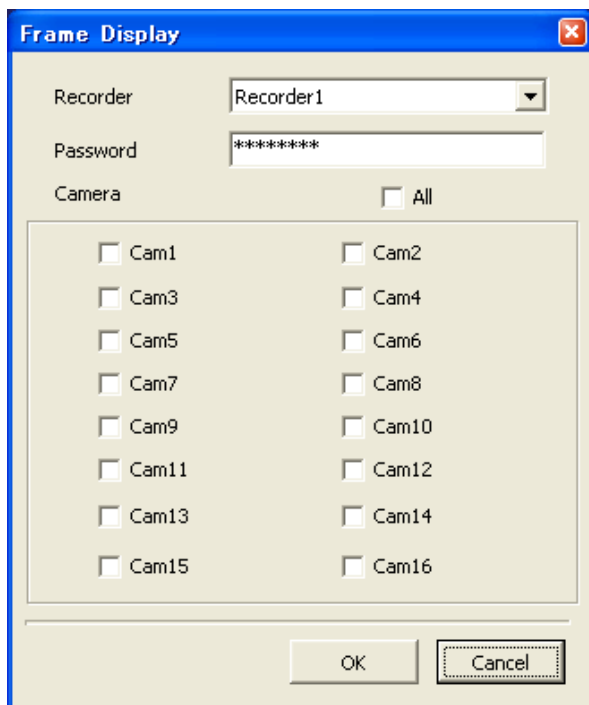 Frame Display
Recorder Recorder1
Password ********
Camera All
Cam1 Cam2
Cam3 Cam4
Cam5 Cam6
Cam7 Cam8
Cam9 Cam10
Cam11 Cam12
Cam13 Cam14
Cam15 Cam16
OK Cancel